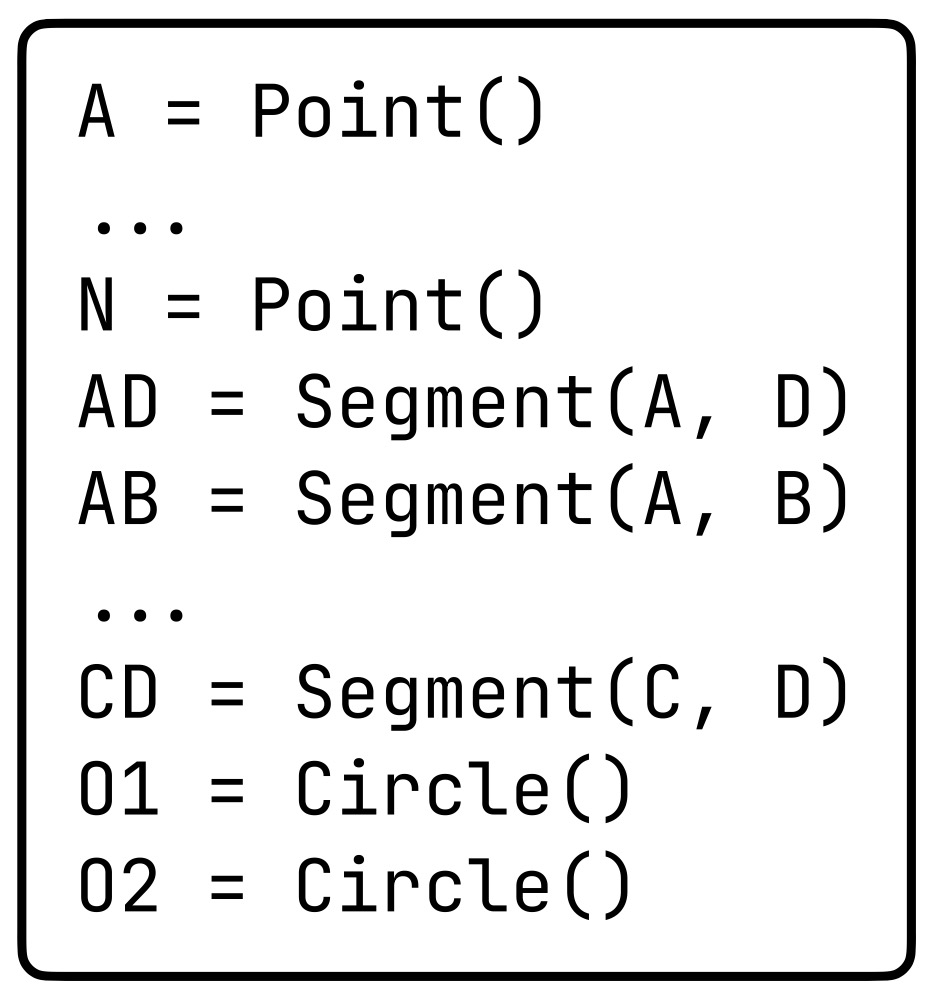 A = Point()
...
N = Point()
AD = Segment(A, D)
AB = Segment(A, B)
...
CD = Segment(C, D)
O1 = Circle()
O2 = Circle()